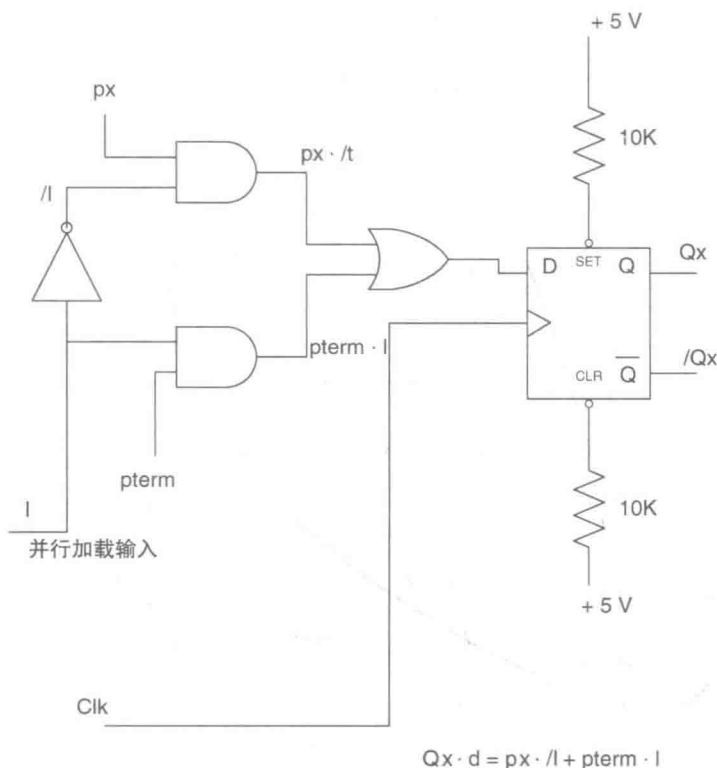 + 5 V
px
10K
px · /t
/l
D
SET
Q
Qx
pterm · l
CLR
Q
/Qx
pterm
l
10K
并行加载输入
+ 5 V
Clk
Qx · d = px · /l + pterm · l